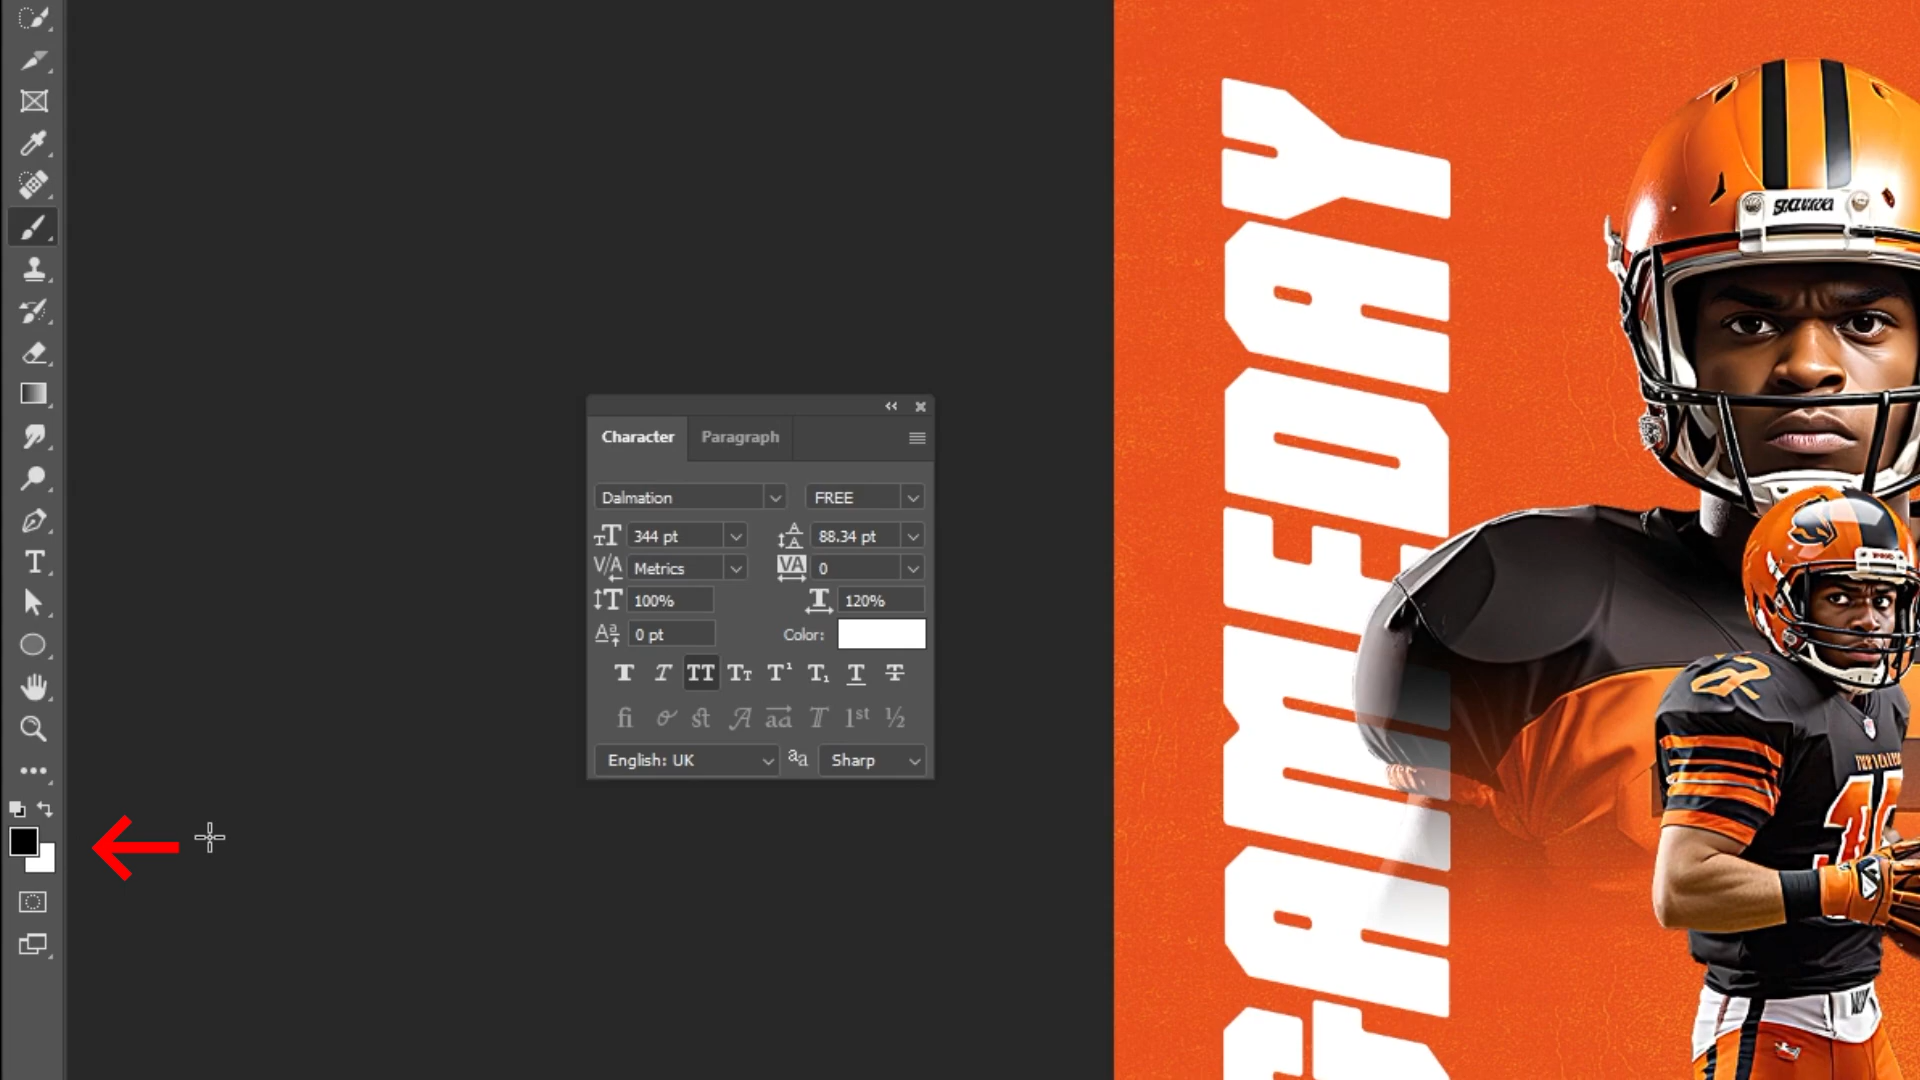 Character Paragraph
Dalmation FREE
344 pt 88.34 pt
Metrics 0
100% 120%
0 pt Color:
English: UK Sharp
GAMEDAY